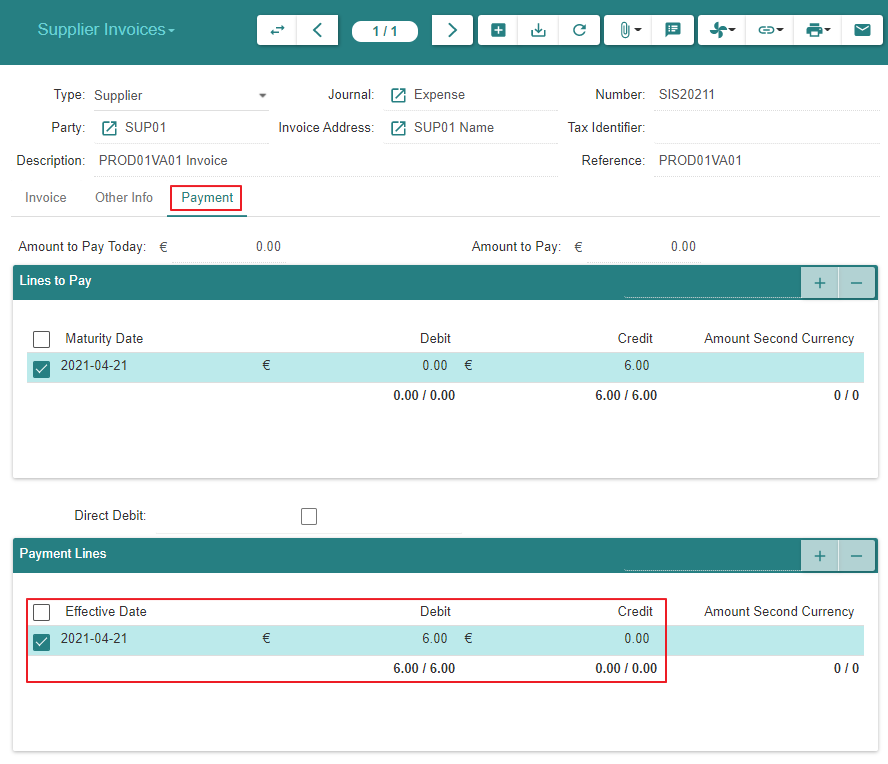 Supplier Invoices
1 / 1
Type: Supplier Journal: Expense Number: SIS20211
Party: SUP01 Invoice Address: SUP01 Name Tax Identifier:
Description: PROD01VA01 Invoice Reference: PROD01VA01
Invoice Other Info Payment
Amount to Pay Today: € 0.00 Amount to Pay: € 0.00
Lines to Pay
Maturity Date Debit Credit Amount Second Currency
2021-04-21 € 0.00 € 6.00
0.00 / 0.00 6.00 / 6.00 0 / 0
Direct Debit:
Payment Lines
Effective Date Debit Credit Amount Second Currency
2021-04-21 € 6.00 € 0.00
6.00 / 6.00 0.00 / 0.00 0 / 0